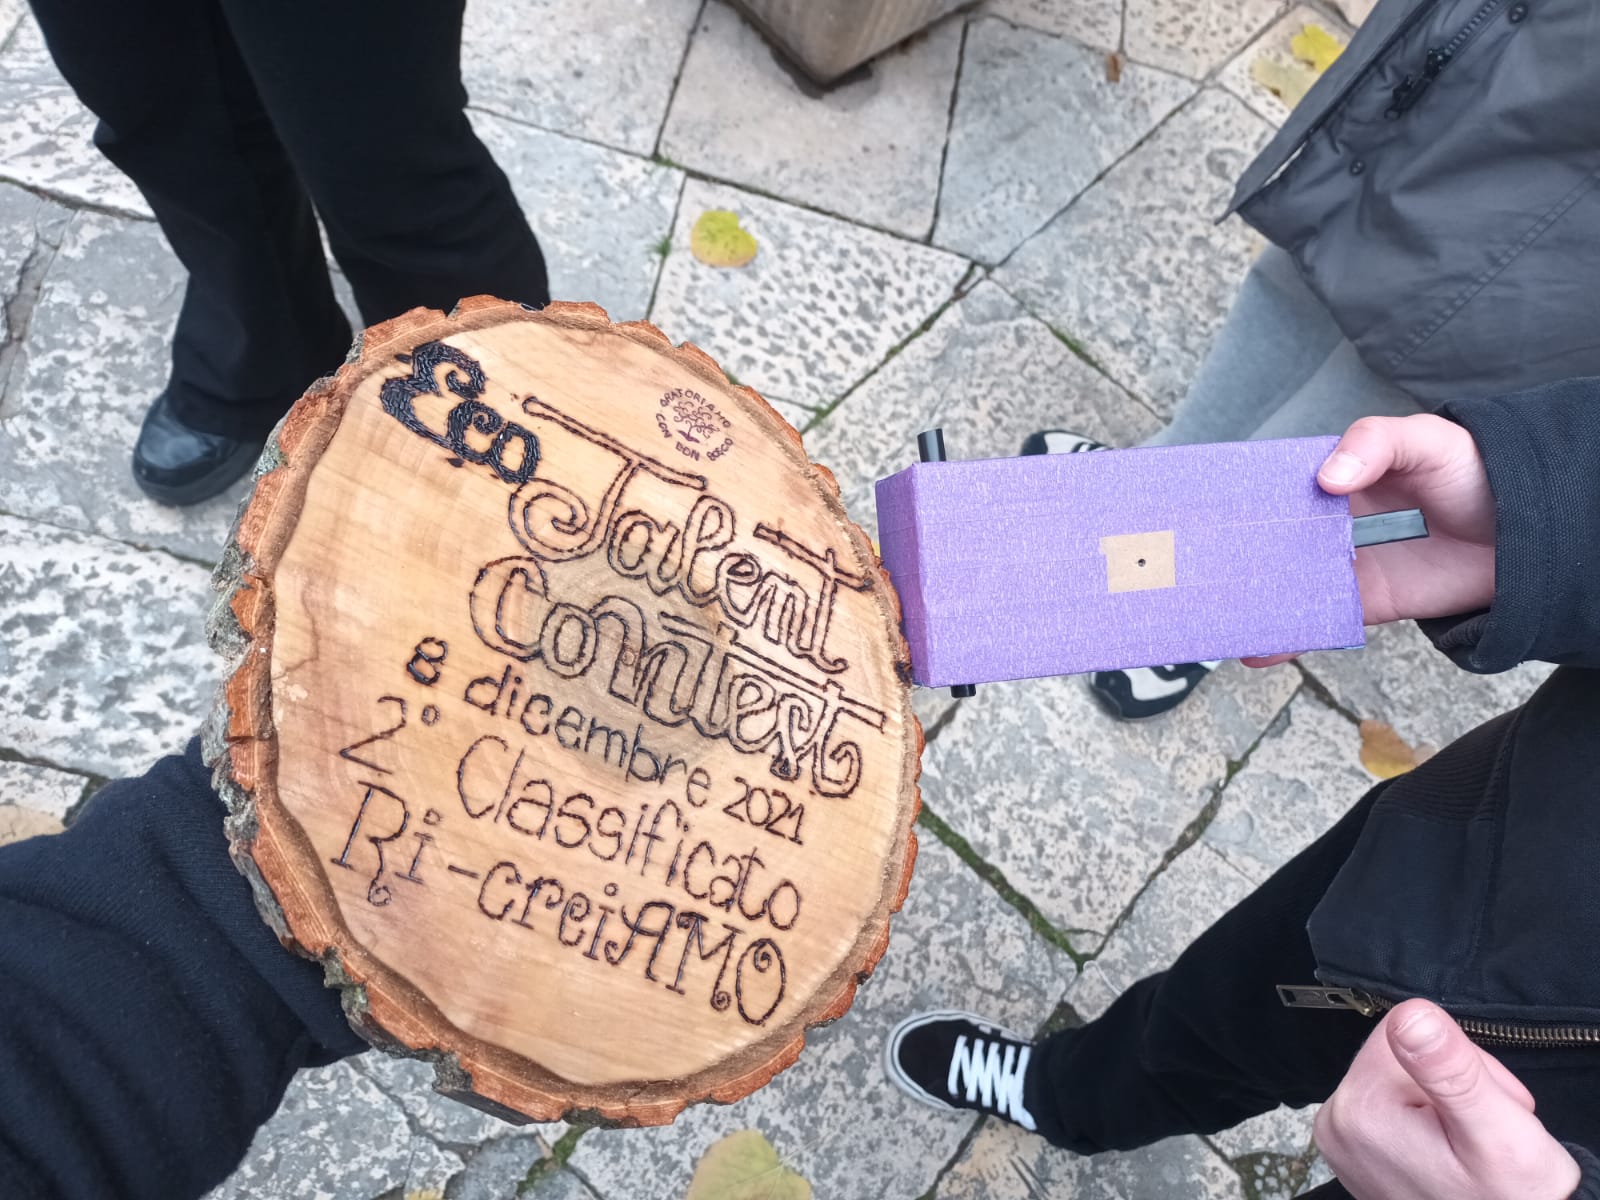 Eco
Talent
Contest
8 dicembre 2021
2° Classificato
Ri-creiAMO
ORATORIAMO
CON DON BOSCO